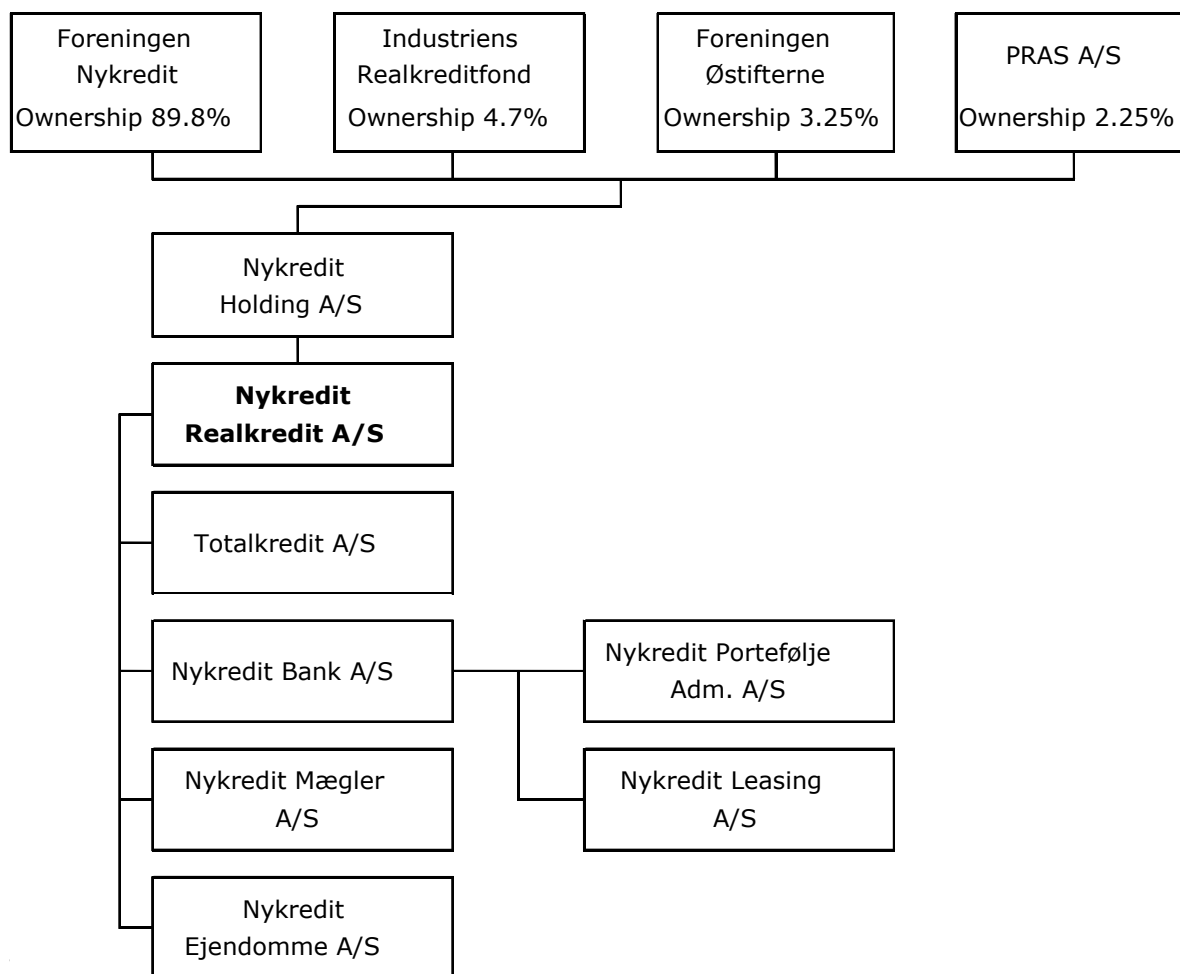 Foreningen
Nykredit
Ownership 89.8%
Industriens
Realkreditfond
Ownership 4.7%
Foreningen
Østifterne
Ownership 3.25%
PRAS A/S
Ownership 2.25%
Nykredit
Holding A/S
Nykredit
Realkredit A/S
Totalkredit A/S
Nykredit Bank A/S
Nykredit Portefølje
Adm. A/S
Nykredit Mægler
A/S
Nykredit Leasing
A/S
Nykredit
Ejendomme A/S